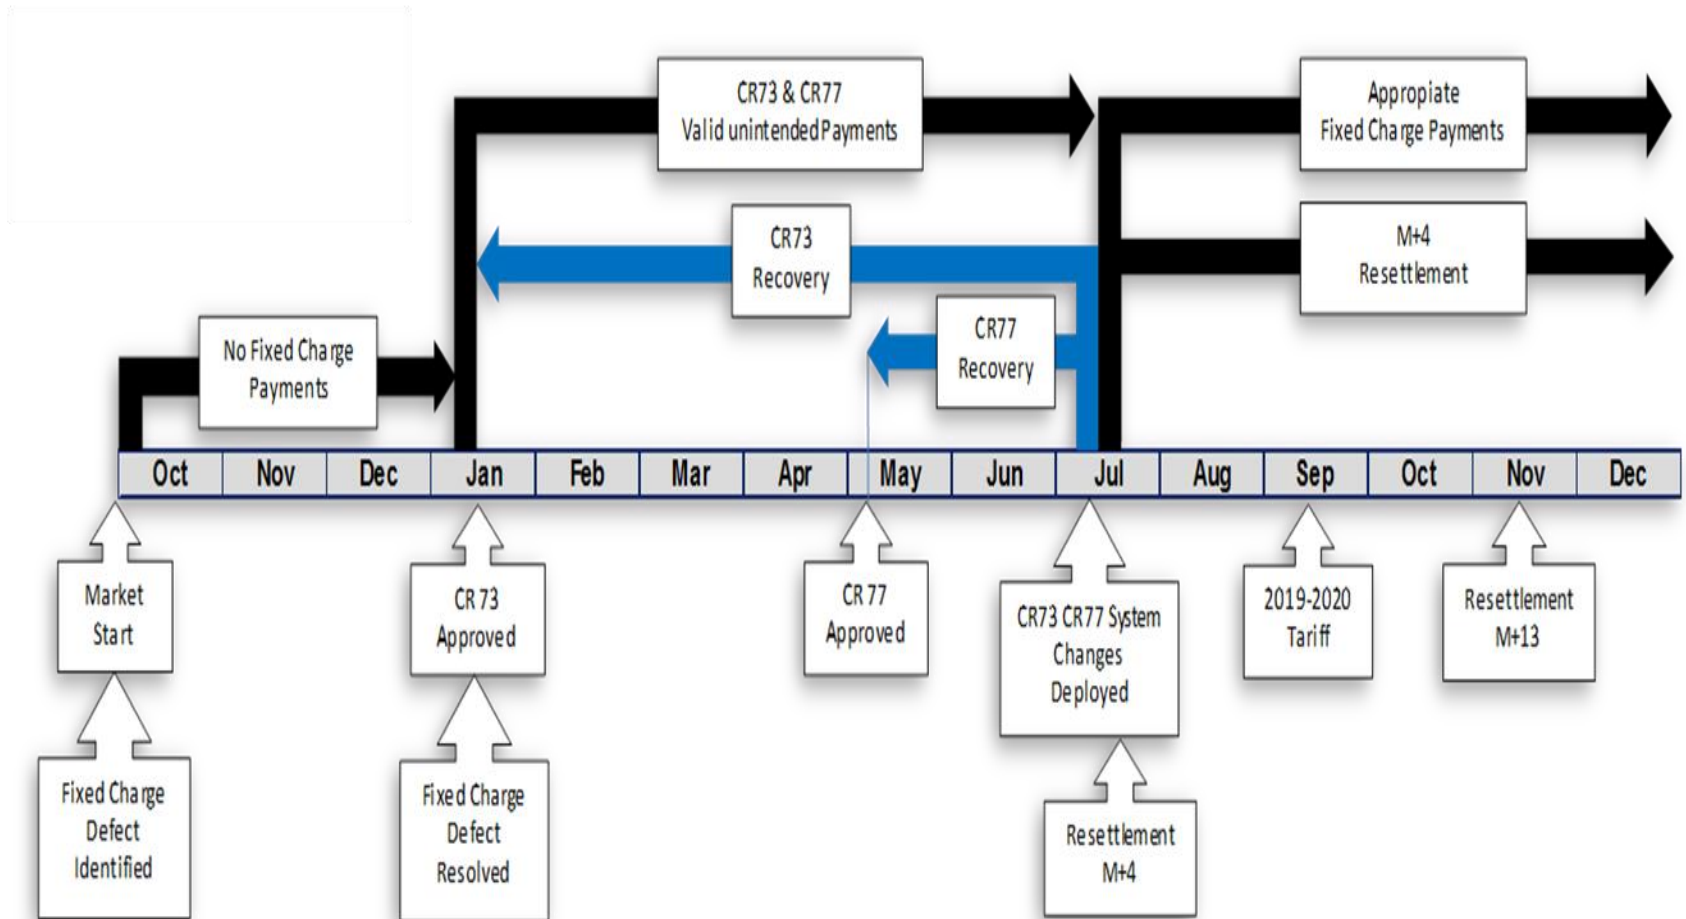 CR73 & CR77
Valid unintended Payments
Appropiate
Fixed Charge Payments
CR73
Recovery
M+4
Resettlement
No Fixed Charge
Payments
CR77
Recovery
Oct Nov Dec Jan Feb Mar Apr May Jun Jul Aug Sep Oct Nov Dec
Market
Start
CR 73
Approved
CR 77
Approved
CR73 CR77 System
Changes
Deployed
2019-2020
Tariff
Resettlement
M+13
Fixed Charge
Defect
Identified
Fixed Charge
Defect
Resolved
Resettlement
M+4